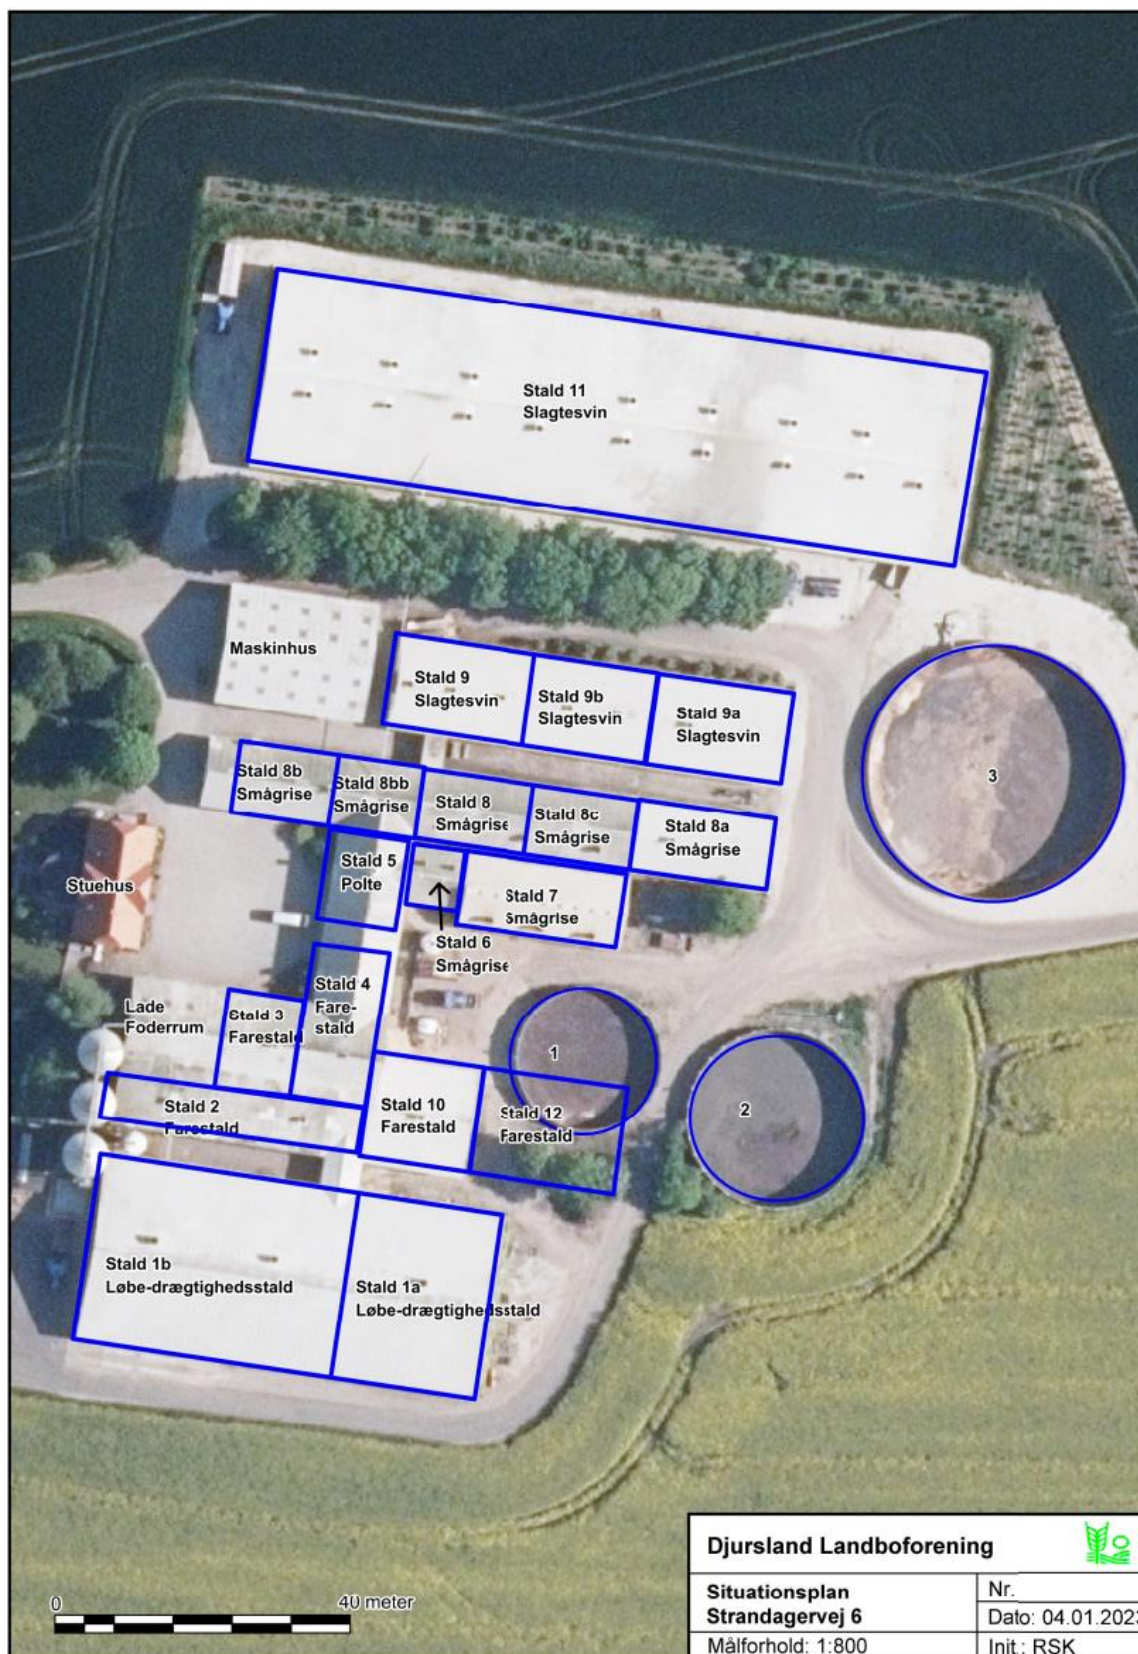 Stald 11
Slagtesvin
Maskinhus
Stald 9
Slagtesvin
Stald 9b
Slagtesvin
Stald 9a
Slagtesvin
3
Stald 8b
Smågrise
Stald 8bb
Smågrise
Stald 8
Smågrise
Stald 8c
Smågrise
Stald 8a
Smågrise
Stuehus
Stald 5
Polte
Stald 7
Smågrise
Stald 6
Smågrise
Stald 4
Fare-
stald
Lade
Foderrum
Stald 3
Farestald
1
2
Stald 2
Farestald
Stald 10
Farestald
Stald 12
Farestald
Stald 1b
Løbe-drægtighedsstald
Stald 1a
Løbe-drægtighedsstald
0 40 meter
Djursland Landboforening
Situationsplan
Strandagervej 6
Nr.
Dato: 04.01.2023
Målforhold: 1:800
Init.: RSK